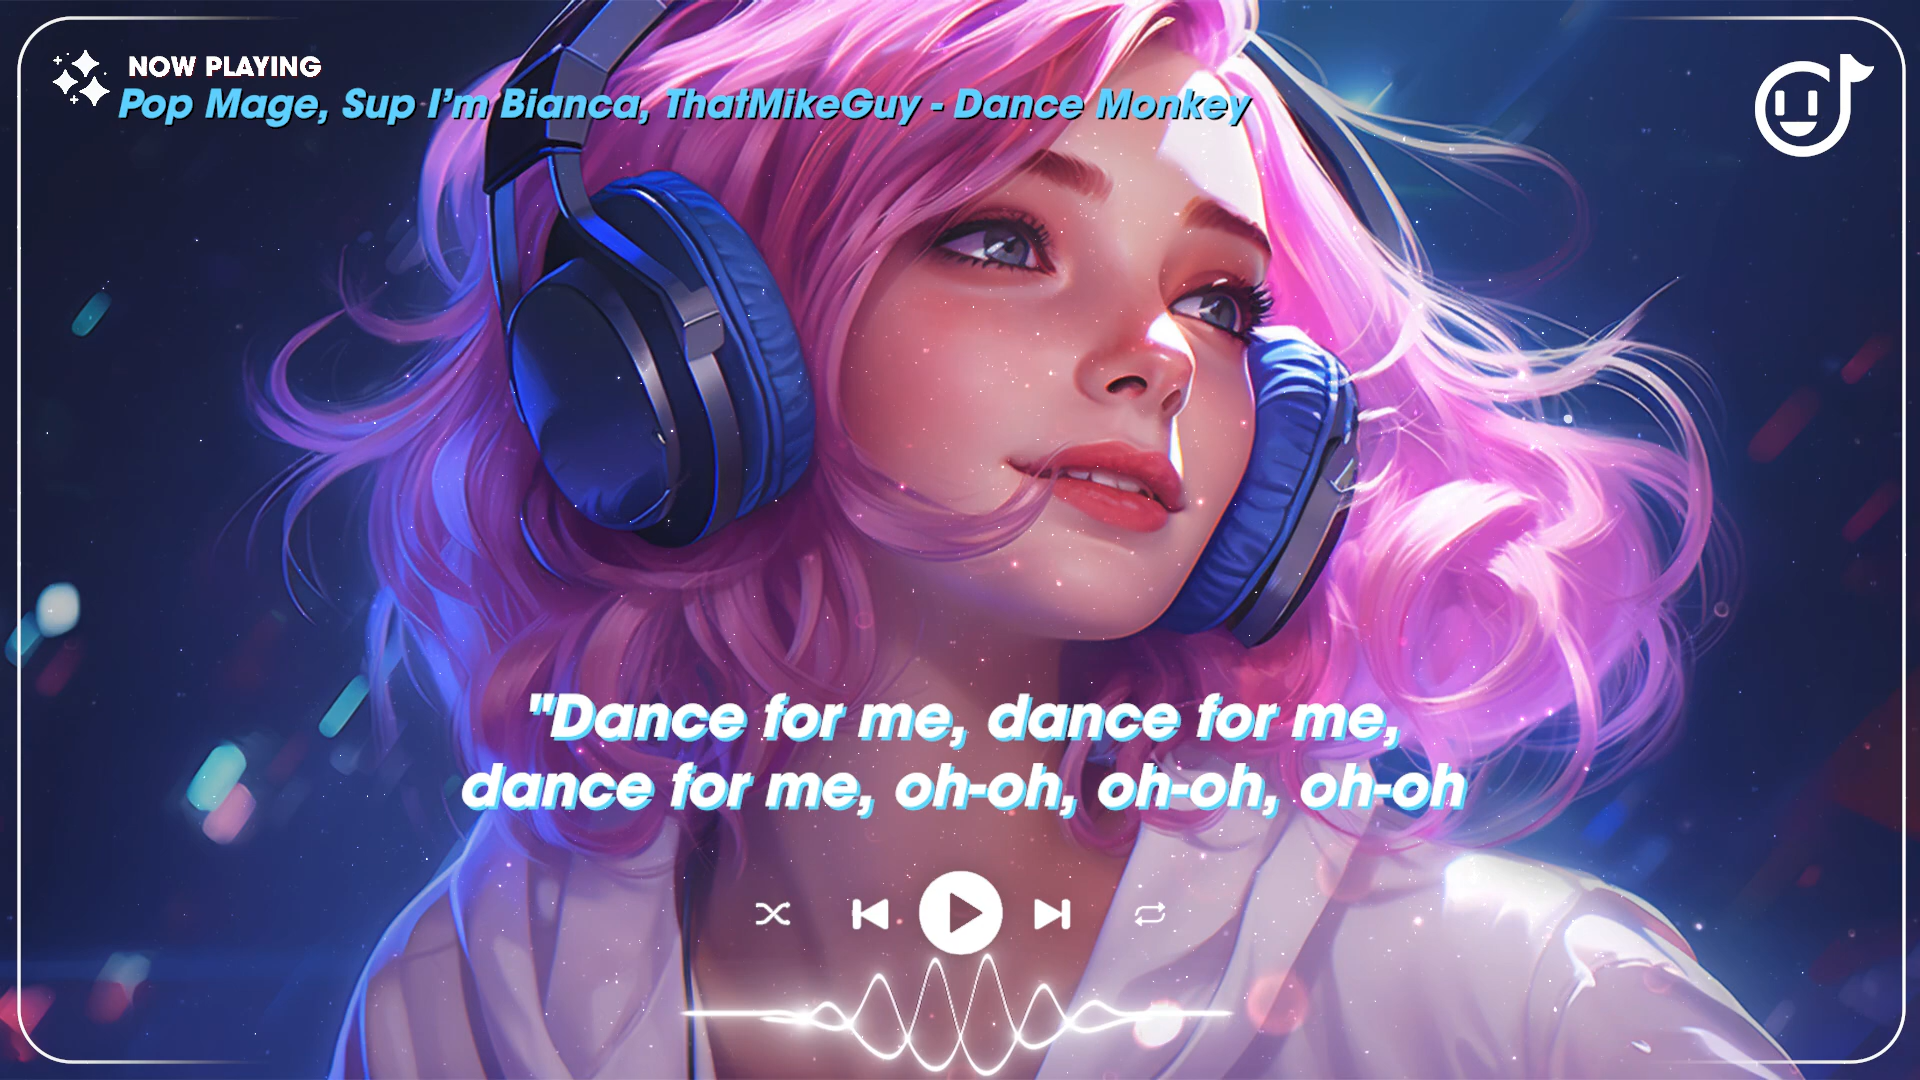 NOW PLAYING
Pop Mage, Sup I’m Bianca, ThatMikeGuy - Dance Monkey
"Dance for me, dance for me,
dance for me, oh-oh, oh-oh, oh-oh